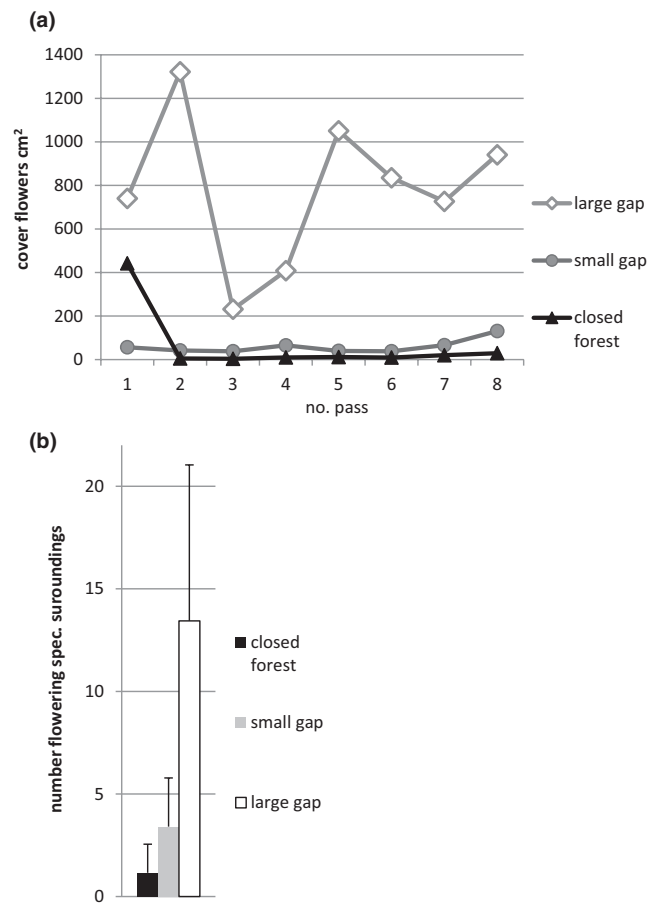 (a)
1400
1200
1000
800
600
400
200
0
cover flowers cm²
1 2 3 4 5 6 7 8
no. pass
large gap
small gap
closed
forest
(b)
20
15
10
5
0
number flowering spec. suroundings
closed
forest
small gap
large gap